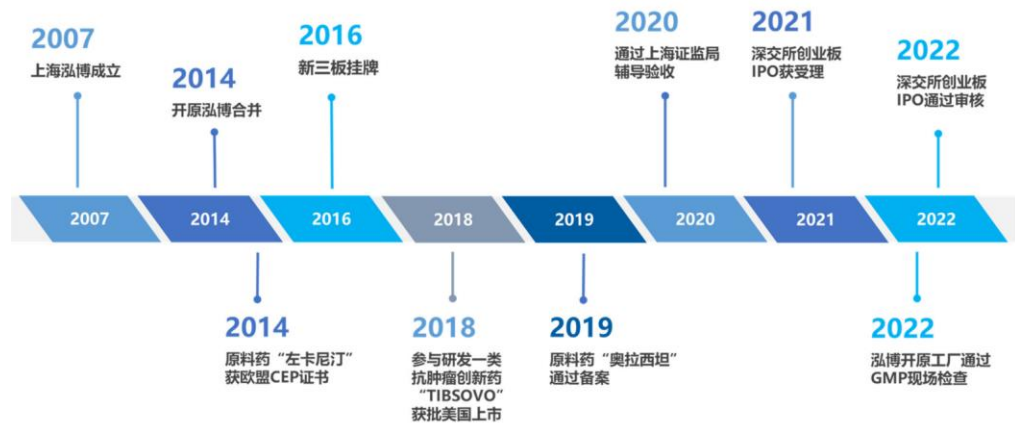 2007
上海泓博成立
2014
开原泓博合并
2016
新三板挂牌
2020
通过上海证监局
辅导验收
2021
深交所创业板
IPO获受理
2022
深交所创业板
IPO通过审核
2007
2014
2016
2018
2019
2020
2021
2022
2014
原料药“左卡尼汀”
获欧盟CEP证书
2018
参与研发一类
抗肿瘤创新药
“TIBSOVO”
获批美国上市
2019
原料药“奥拉西坦”
通过备案
2022
泓博开原工厂通过
GMP现场检查